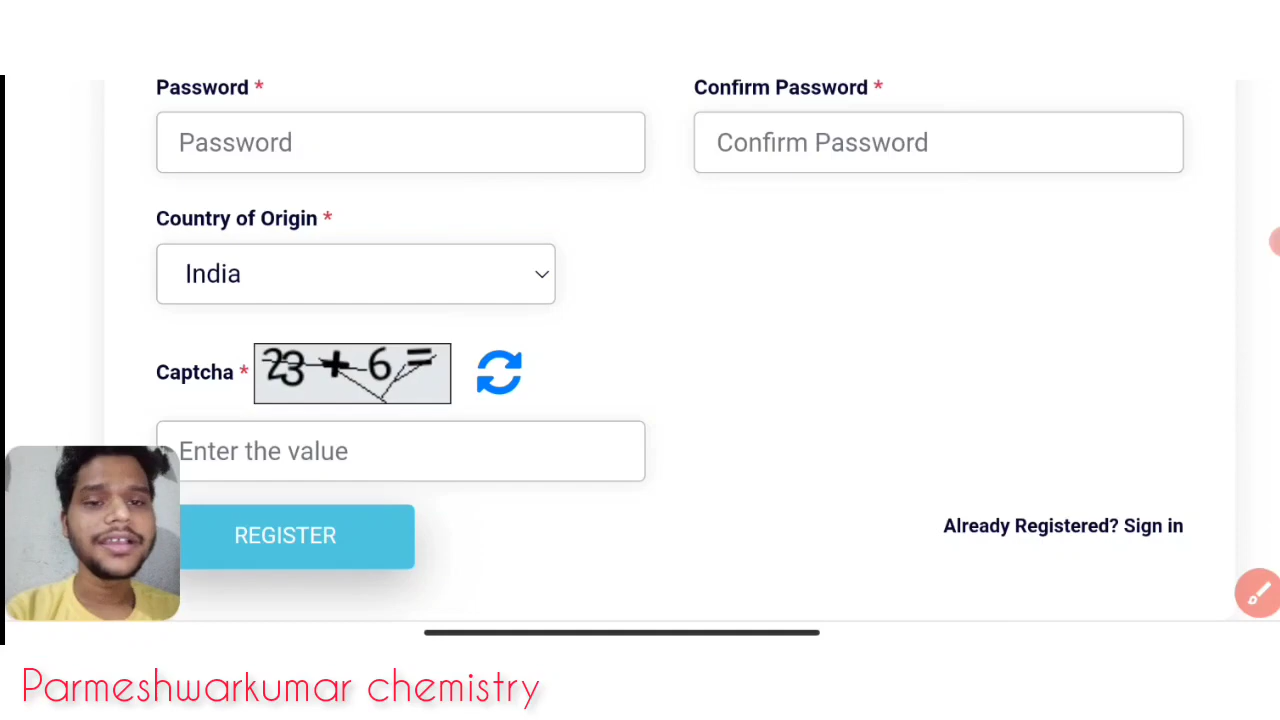 Password * Confirm Password *
Password Confirm Password
Country of Origin *
India
Captcha * 23 + 6 =
Enter the value
REGISTER Already Registered? Sign in
Parmeshwarkumar chemistry